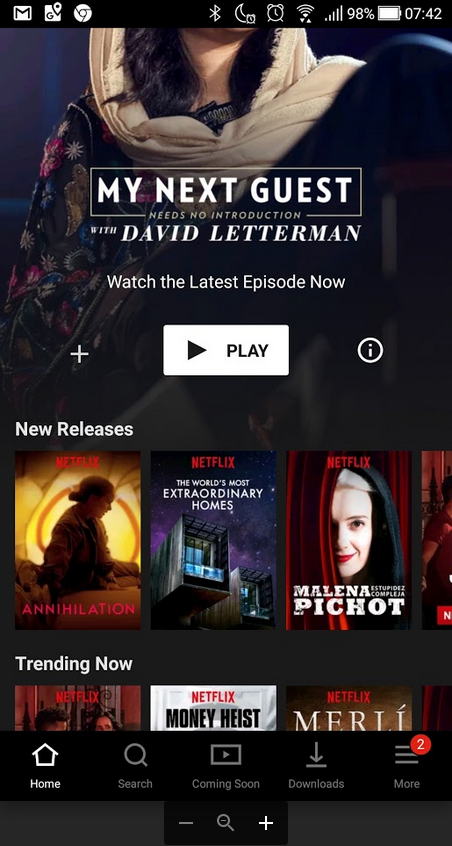 98% 07:42
MY NEXT GUEST
NEEDS NO INTRODUCTION
WITH DAVID LETTERMAN
Watch the Latest Episode Now
PLAY
New Releases
NETFLIX
ANNIHILATION
NETFLIX
THE WORLD'S MOST
EXTRAORDINARY
HOMES
NETFLIX
MALENA ESTUPIDEZ
COMPLEJA
PICHOT
N
Trending Now
NETFLIX
NETFLIX
MONEY HEIST
NETFLIX
MERLÍ
2
Home Search Coming Soon Downloads More